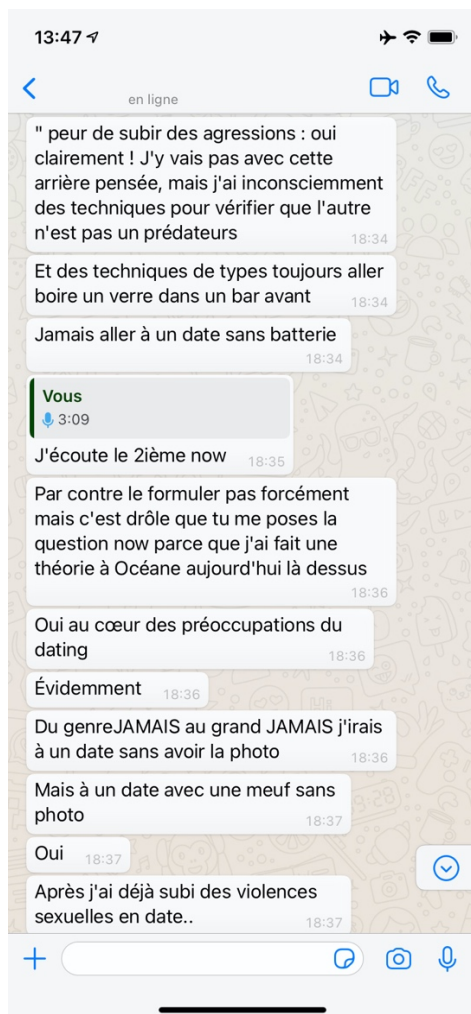 13:47
en ligne
" peur de subir des agressions : oui
clairement ! J'y vais pas avec cette
arrière pensée, mais j'ai inconsciemment
des techniques pour vérifier que l'autre
n'est pas un prédateurs
18:34
Et des techniques de types toujours aller
boire un verre dans un bar avant
18:34
Jamais aller à un date sans batterie
18:34
Vous
3:09
J'écoute le 2ième now
18:35
Par contre le formuler pas forcément
mais c'est drôle que tu me poses la
question now parce que j'ai fait une
théorie à Océane aujourd'hui là dessus
18:36
Oui au cœur des préoccupations du
dating
18:36
Évidemment
18:36
Du genreJAMAIS au grand JAMAIS j'irais
à un date sans avoir la photo
18:36
Mais à un date avec une meuf sans
photo
18:37
Oui
18:37
Après j'ai déjà subi des violences
sexuelles en date..
18:37